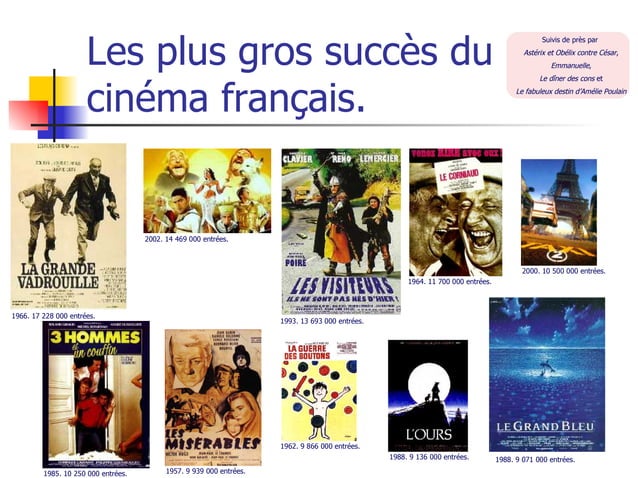 Les plus gros succès du
cinéma français.
Suivis de près par
Astérix et Obélix contre César,
Emmanuelle,
Le dîner des cons et
Le fabuleux destin d'Amélie Poulain
LA GRANDE
VADROUILLE
1966. 17 228 000 entrées.
2002. 14 469 000 entrées.
CLAVIER RENO LEMERCIER
POIRÉ
LES VISITEURS
ILS NE SONT PAS NÉS D'HIER !
1993. 13 693 000 entrées.
VENEZ RIRE AVEC EUX!
LE CORNIAUD
1964. 11 700 000 entrées.
2000. 10 500 000 entrées.
3 HOMMES
et un couffin
1985. 10 250 000 entrées.
LES
MISÉRABLES
1957. 9 939 000 entrées.
LA GUERRE
DES BOUTONS
1962. 9 866 000 entrées.
L'OURS
1988. 9 136 000 entrées.
LE GRAND BLEU
1988. 9 071 000 entrées.